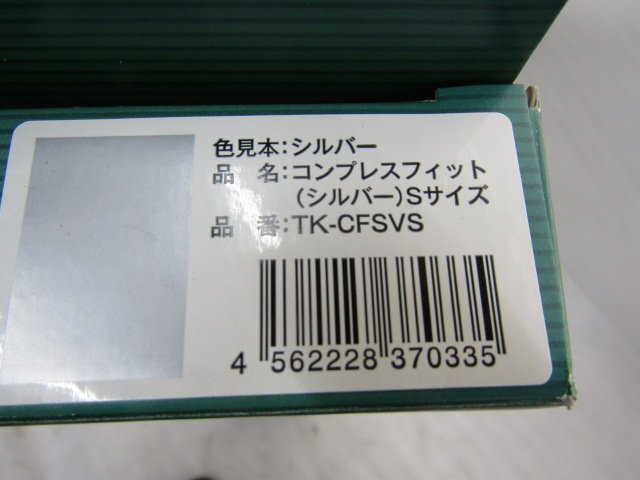 色見本:シルバー
品 名:コンプレスフィット
(シルバー)Sサイズ
品 番:TK-CFSVS
4 562228 370335